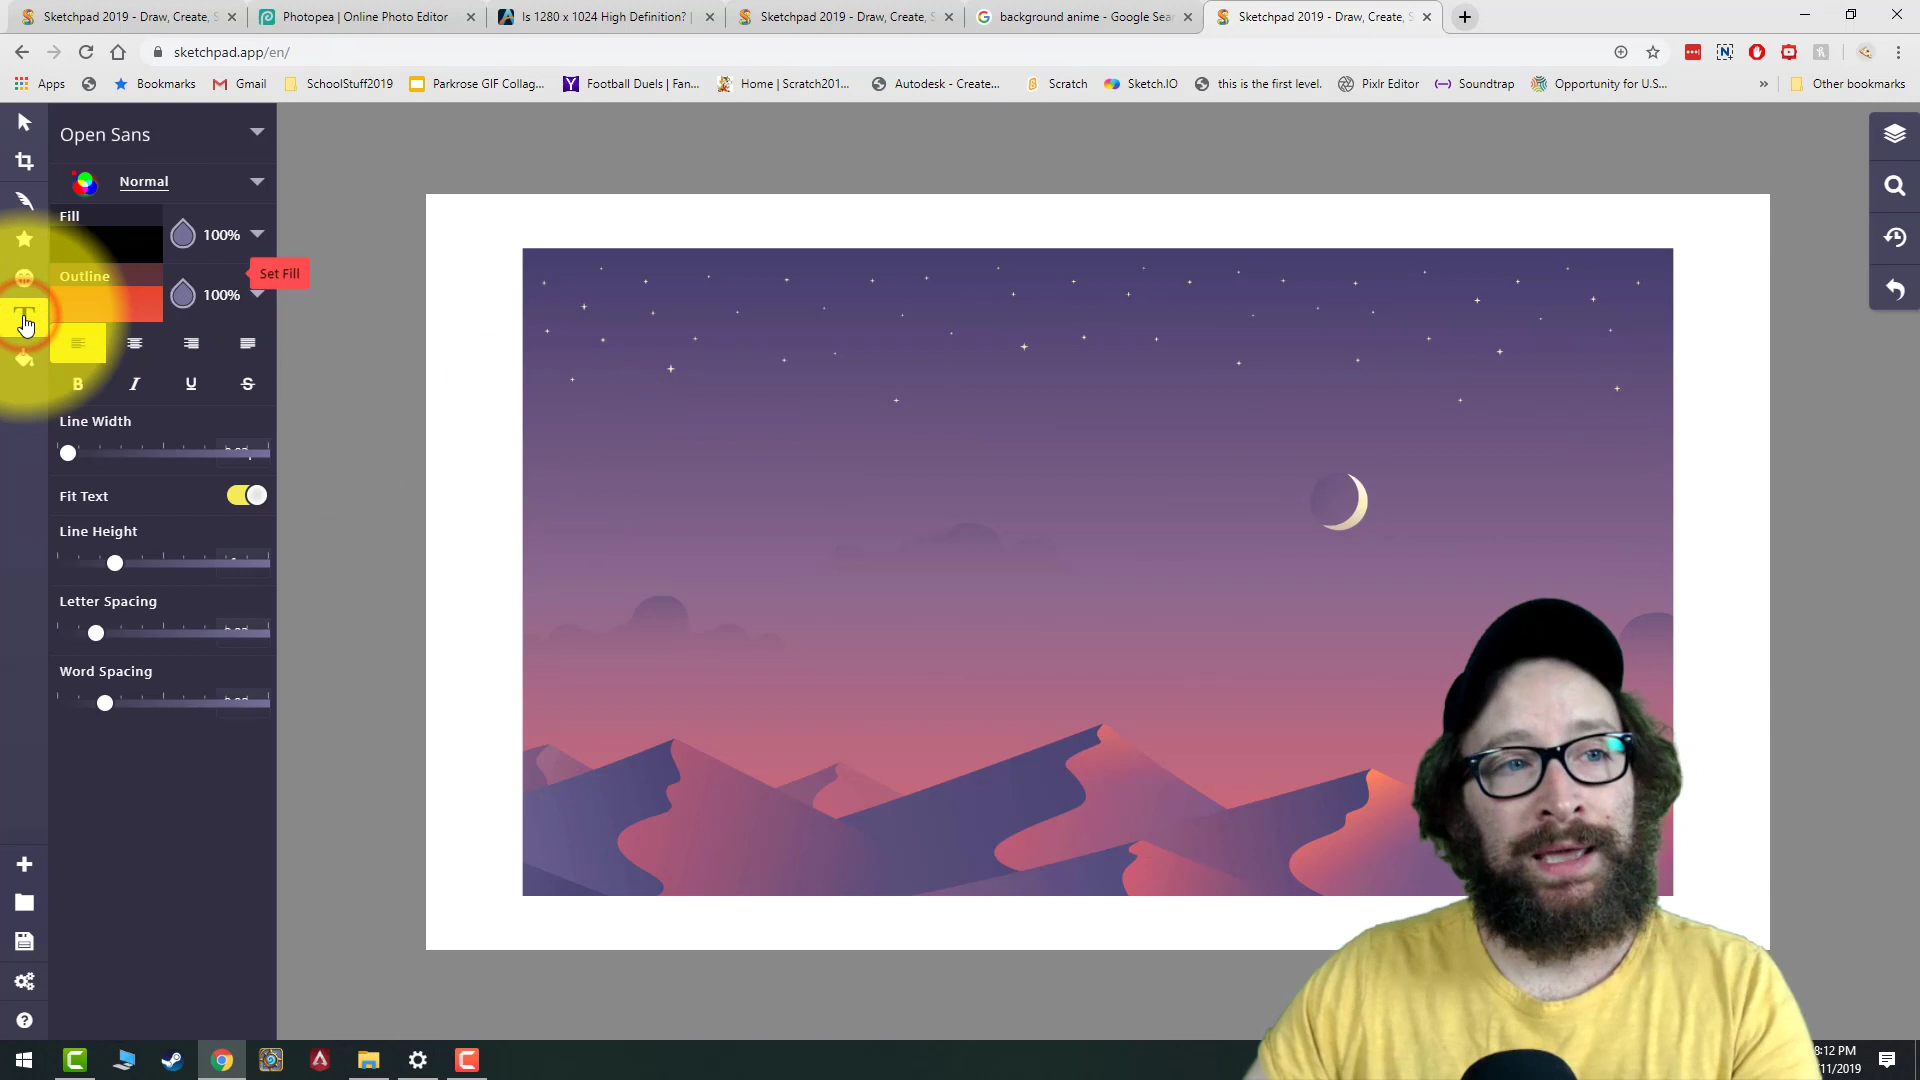 Sketchpad 2019 - Draw, Create, S
Photopea | Online Photo Editor
Is 1280 x 1024 High Definition? |
Sketchpad 2019 - Draw, Create, S
background anime - Google Sea
Sketchpad 2019 - Draw, Create, S
sketchpad.app/en/
Apps
Bookmarks
Gmail
SchoolStuff2019
Parkrose GIF Collag...
Football Duels | Fan...
Home | Scratch201...
Autodesk - Create...
Scratch
Sketch.IO
this is the first level.
Pixlr Editor
Soundtrap
Opportunity for U.S...
»
Other bookmarks
Open Sans
Normal
Fill
100%
Set Fill
Outline
100%
B I U S
Line Width
Fit Text
Line Height
Letter Spacing
Word Spacing
8:12 PM
/11/2019